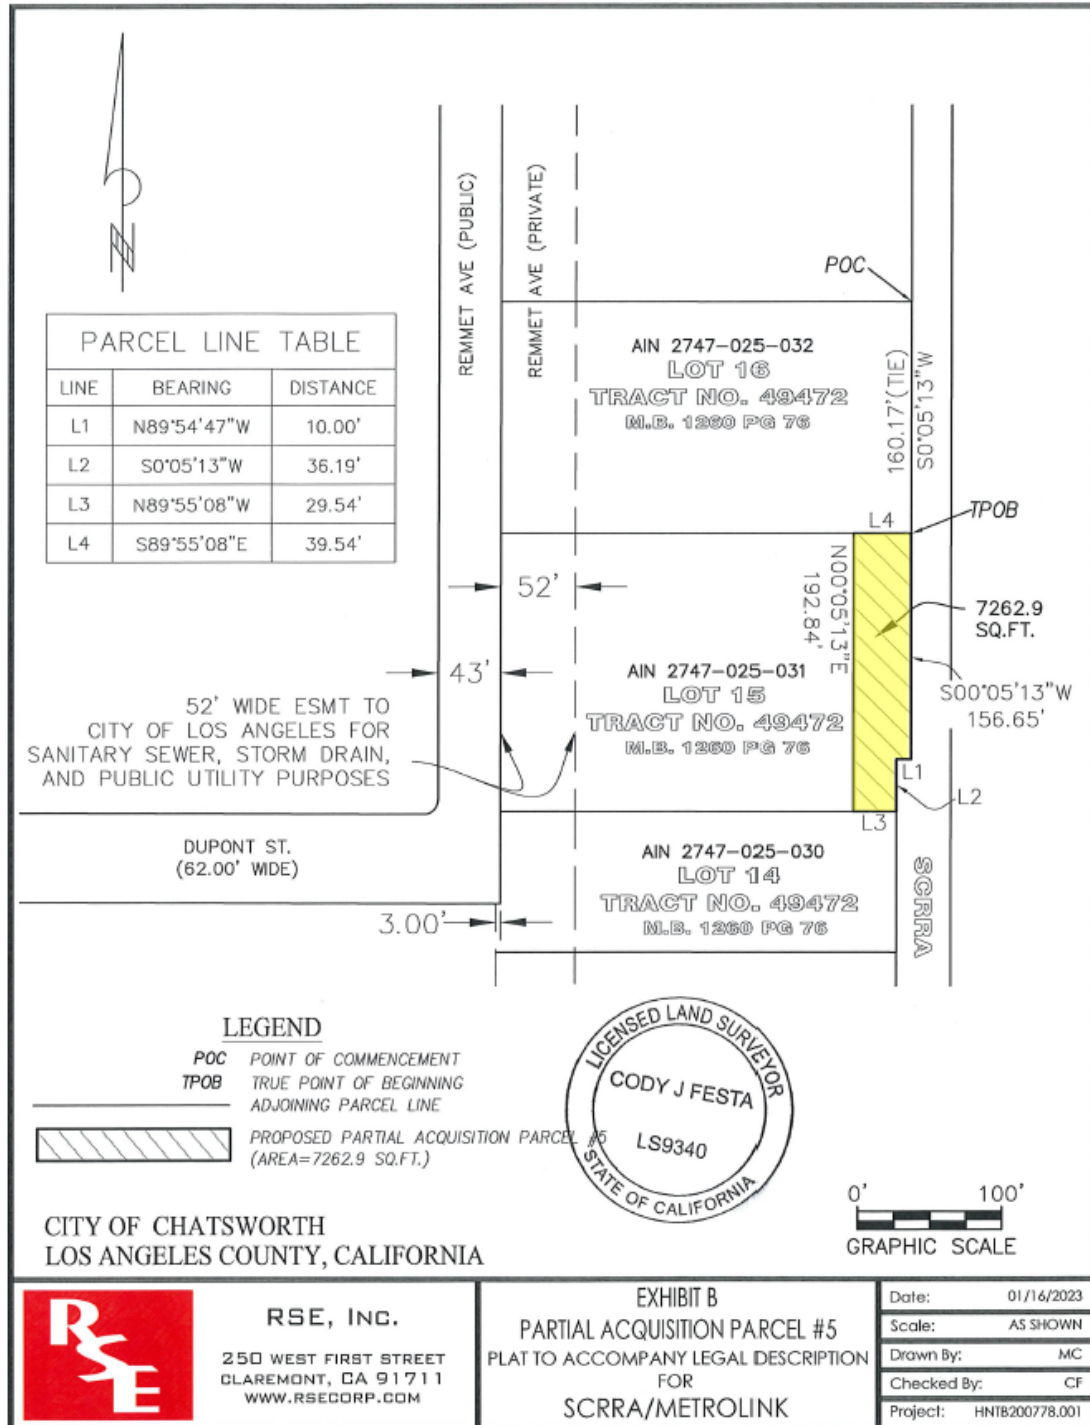 N
REMMET AVE (PUBLIC)
REMMET AVE (PRIVATE)
POC
PARCEL LINE TABLE
LINE BEARING DISTANCE
L1 N89°54'47"W 10.00'
L2 S0°05'13"W 36.19'
L3 N89°55'08"W 29.54'
L4 S89°55'08"E 39.54'
AIN 2747-025-032
LOT 16
TRACT NO. 49472
M.B. 1260 PG 76
160.17'(TIE)
S0°05'13"W
TPOB
L4
52'
N00°05'13"E
192.84'
7262.9
SQ.FT.
43'
AIN 2747-025-031
LOT 15
TRACT NO. 49472
M.B. 1260 PG 76
S00°05'13"W
156.65'
52' WIDE ESMT TO
CITY OF LOS ANGELES FOR
SANITARY SEWER, STORM DRAIN,
AND PUBLIC UTILITY PURPOSES
L1
L2
L3
DUPONT ST.
(62.00' WIDE)
AIN 2747-025-030
LOT 14
TRACT NO. 49472
M.B. 1260 PG 76
SCRRA
3.00'
LEGEND
POC POINT OF COMMENCEMENT
TPOB TRUE POINT OF BEGINNING
ADJOINING PARCEL LINE
PROPOSED PARTIAL ACQUISITION PARCEL #5
(AREA=7262.9 SQ.FT.)
LICENSED LAND SURVEYOR
CODY J FESTA
LS9340
STATE OF CALIFORNIA
0' 100'
GRAPHIC SCALE
CITY OF CHATSWORTH
LOS ANGELES COUNTY, CALIFORNIA
RSE
RSE, INC.
250 WEST FIRST STREET
CLAREMONT, CA 91711
WWW.RSECORP.COM
EXHIBIT B
PARTIAL ACQUISITION PARCEL #5
PLAT TO ACCOMPANY LEGAL DESCRIPTION
FOR
SCRRA/METROLINK
Date: 01/16/2023
Scale: AS SHOWN
Drawn By: MC
Checked By: CF
Project: HNTB200778.001